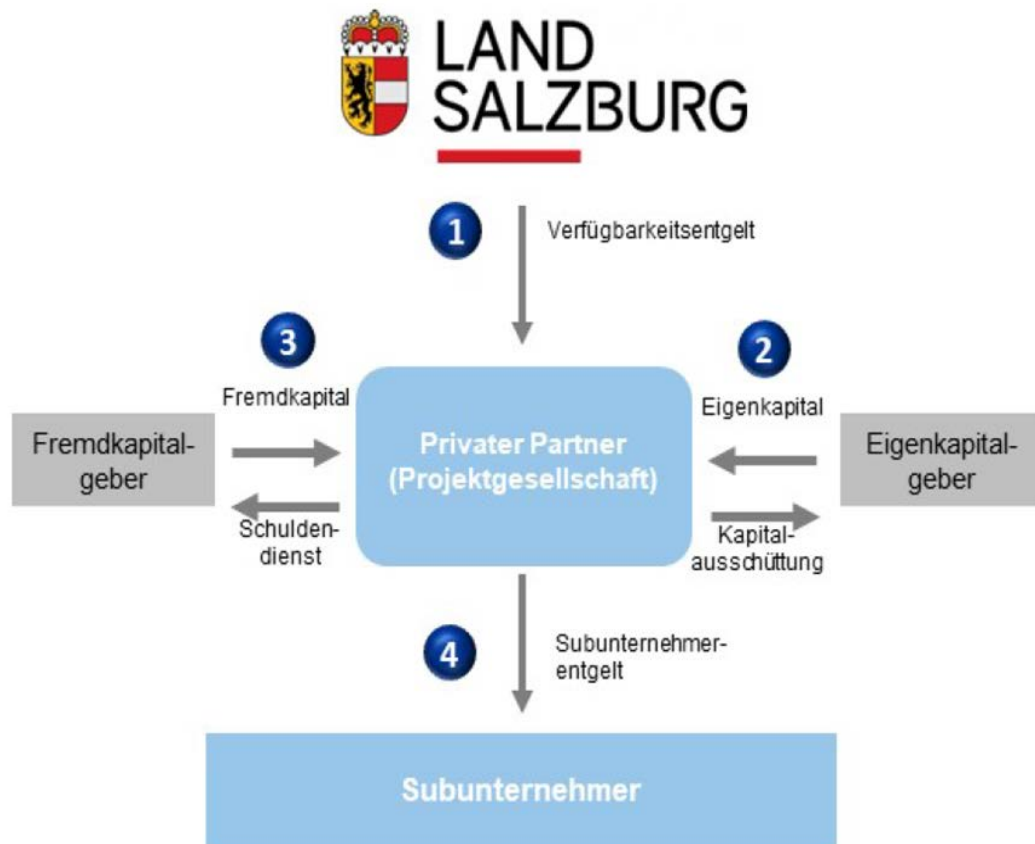 LAND
SALZBURG
1
Verfügbarkeitsentgelt
3
2
Fremdkapital
Eigenkapital
Fremdkapital-
geber
Privater Partner
(Projektgesellschaft)
Eigenkapital-
geber
Schulden-
dienst
Kapital-
ausschüttung
4
Subunternehmer-
entgelt
Subunternehmer